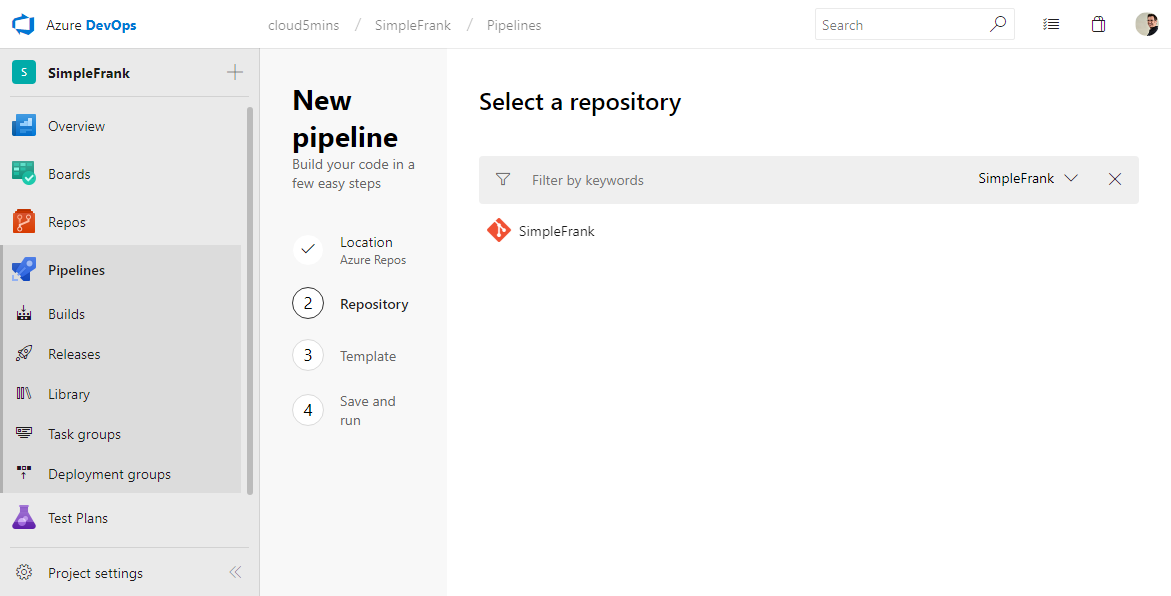 Azure DevOps
cloud5mins / SimpleFrank / Pipelines
Search
S SimpleFrank
Overview
Boards
Repos
Pipelines
Builds
Releases
Library
Task groups
Deployment groups
Test Plans
Project settings
New
pipeline
Build your code in a
few easy steps
Location
Azure Repos
2 Repository
3 Template
4 Save and
run
Select a repository
Filter by keywords SimpleFrank
SimpleFrank